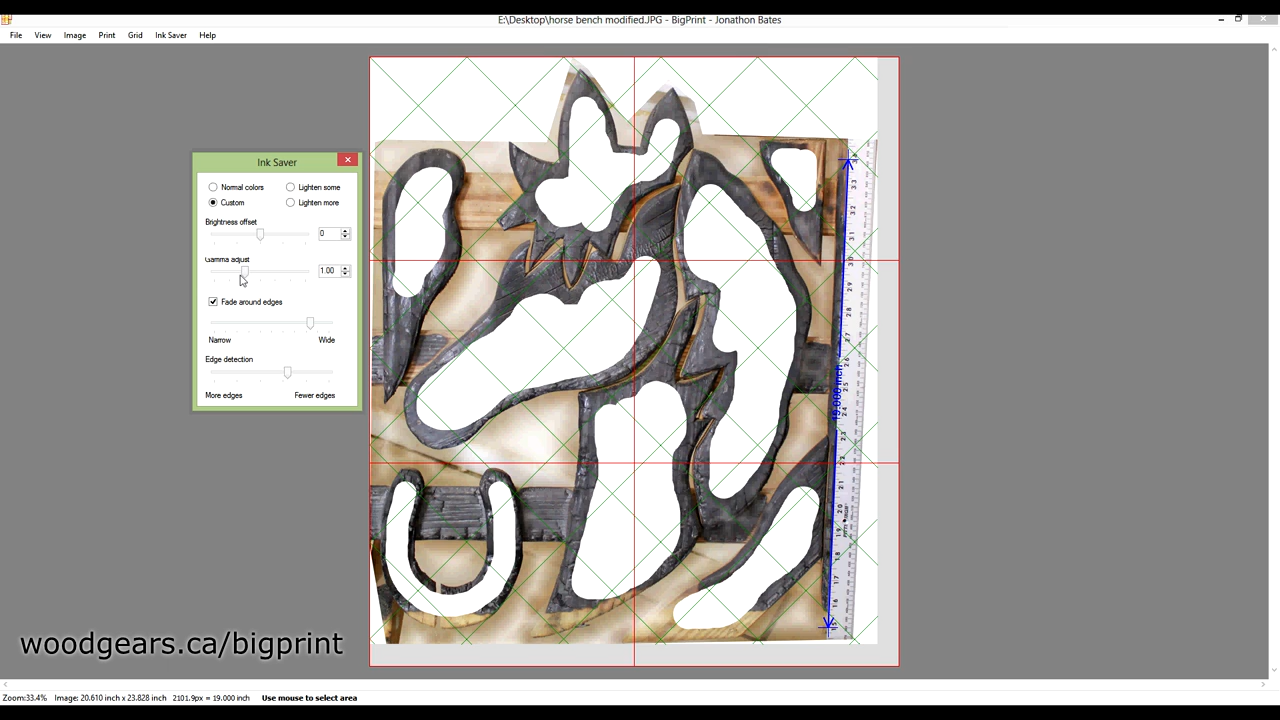 E:\Desktop\horse bench modified.JPG - BigPrint - Jonathon Bates
File View Image Print Grid Ink Saver Help
Ink Saver
Normal colors Lighten some
Custom Lighten more
Brightness offset
0
Gamma adjust
1.00
Fade around edges
Narrow Wide
Edge detection
More edges Fewer edges
19.000 inch
woodgears.ca/bigprint
Zoom:33.4% Image: 20.610 inch x 23.828 inch 2101.9px = 19.000 inch Use mouse to select area